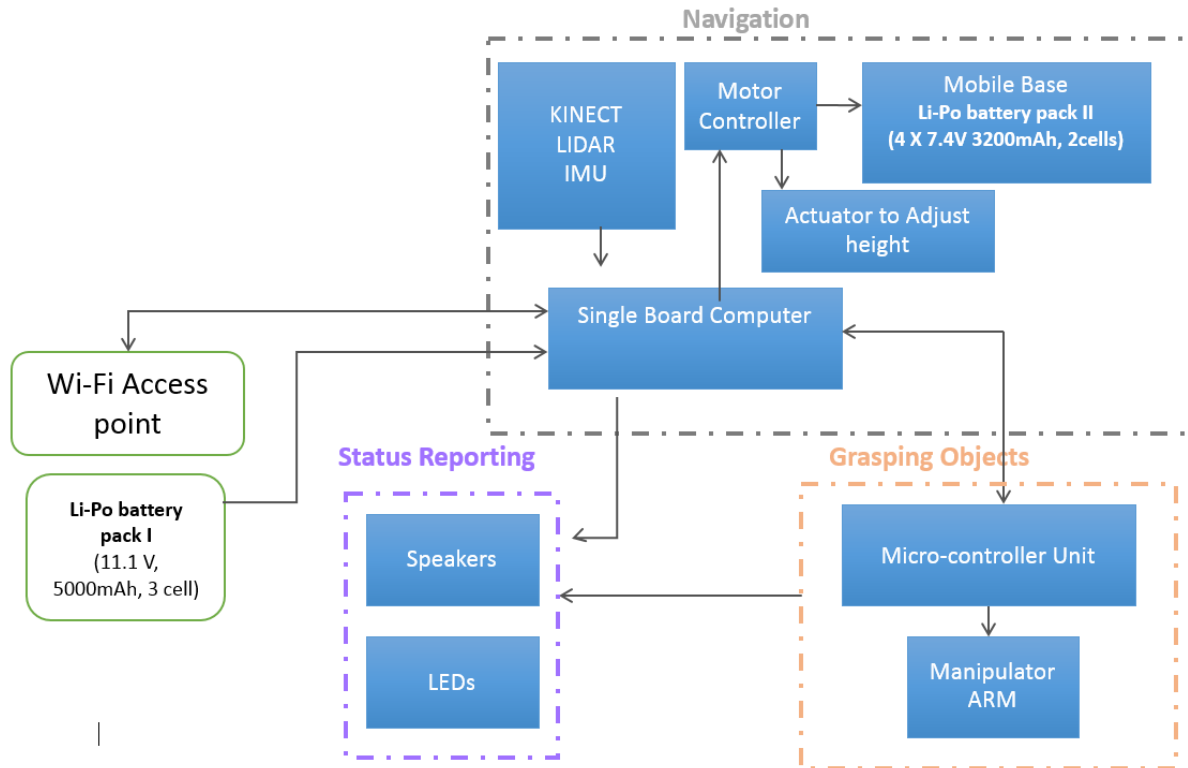 Navigation
KINECT
LIDAR
IMU
Motor
Controller
Mobile Base
Li-Po battery pack II
(4 X 7.4V 3200mAh, 2cells)
Actuator to Adjust
height
Single Board Computer
Wi-Fi Access
point
Li-Po battery
pack I
(11.1 V,
5000mAh, 3 cell)
Status Reporting
Speakers
LEDs
Grasping Objects
Micro-controller Unit
Manipulator
ARM